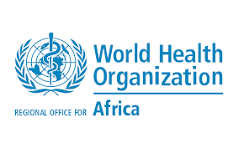 World Health
Organization
REGIONAL OFFICE FOR Africa